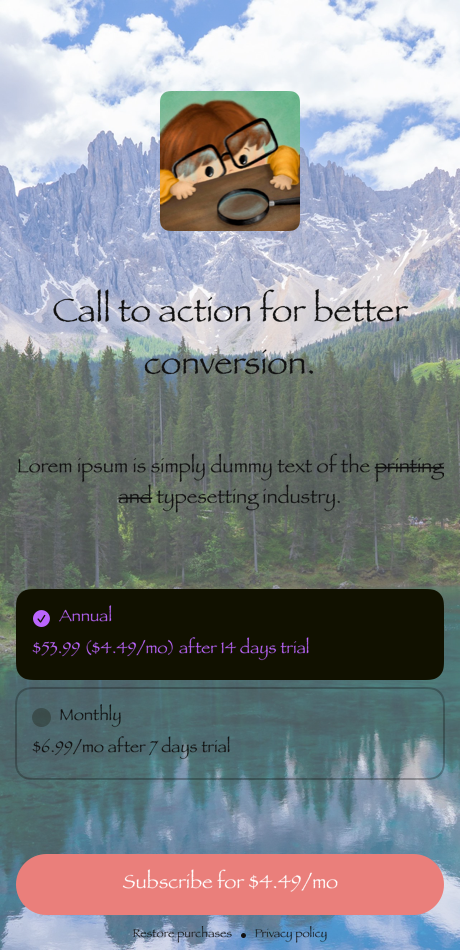 Call to action for better
conversion.
Lorem ipsum is simply dummy text of the printing
and typesetting industry.
Annual
$53.99 ($4.49/mo) after 14 days trial
Monthly
$6.99/mo after 7 days trial
Subscribe for $4.49/mo
Restore purchases • Privacy policy